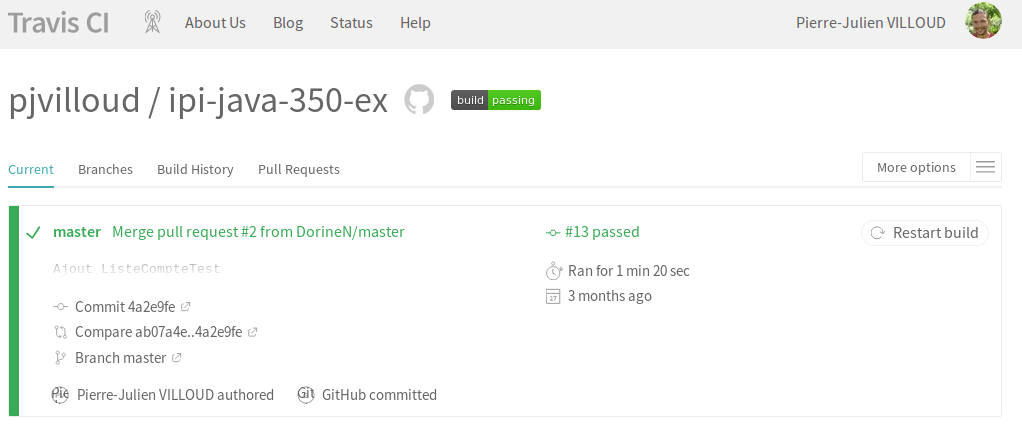 Travis CI About Us Blog Status Help Pierre-Julien VILLOUD
pjvilloud / ipi-java-350-ex build passing
Current Branches Build History Pull Requests More options
master Merge pull request #2 from DorineN/master #13 passed Restart build
Ajout ListeCompteTest Ran for 1 min 20 sec
3 months ago
Commit 4a2e9fe
Compare ab07a4e..4a2e9fe
Branch master
Pie Pierre-Julien VILLOUD authored Git GitHub committed